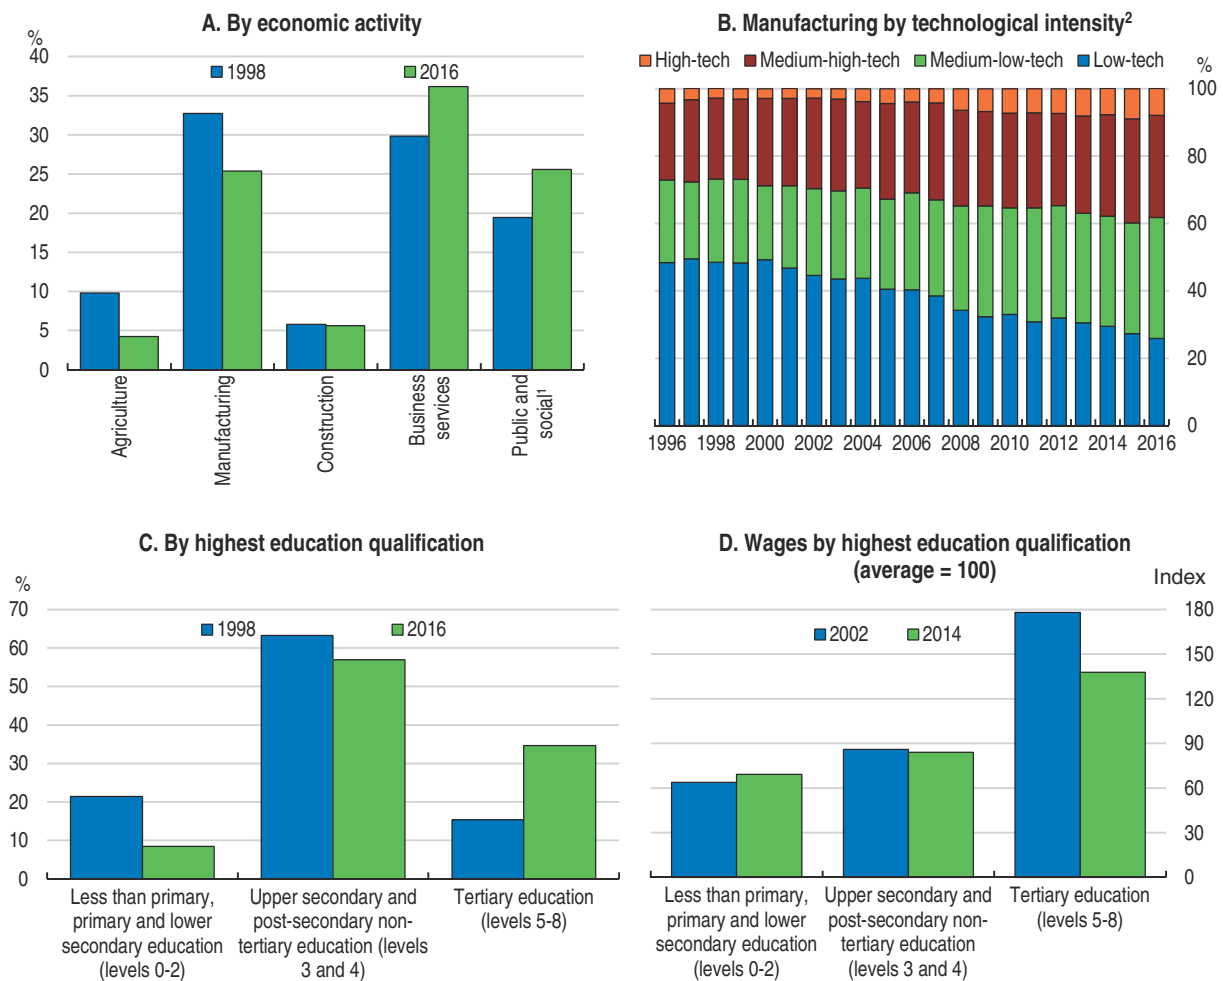 A. By economic activity
%
40
35
30
25
20
15
10
5
0
1998
2016
Agriculture
Manufacturing
Construction
Business
services
Public and
social¹
B. Manufacturing by technological intensity²
High-tech
Medium-high-tech
Medium-low-tech
Low-tech
%
100
80
60
40
20
0
1996 1998 2000 2002 2004 2006 2008 2010 2012 2014 2016
C. By highest education qualification
%
70
60
50
40
30
20
10
0
1998
2016
Less than primary,
primary and lower
secondary education
(levels 0-2)
Upper secondary and
post-secondary non-
tertiary education (levels
3 and 4)
Tertiary education
(levels 5-8)
D. Wages by highest education qualification
(average = 100)
Index
180
150
120
90
60
30
0
2002
2014
Less than primary,
primary and lower
secondary education
(levels 0-2)
Upper secondary and
post-secondary non-
tertiary education
(levels 3 and 4)
Tertiary education
(levels 5-8)